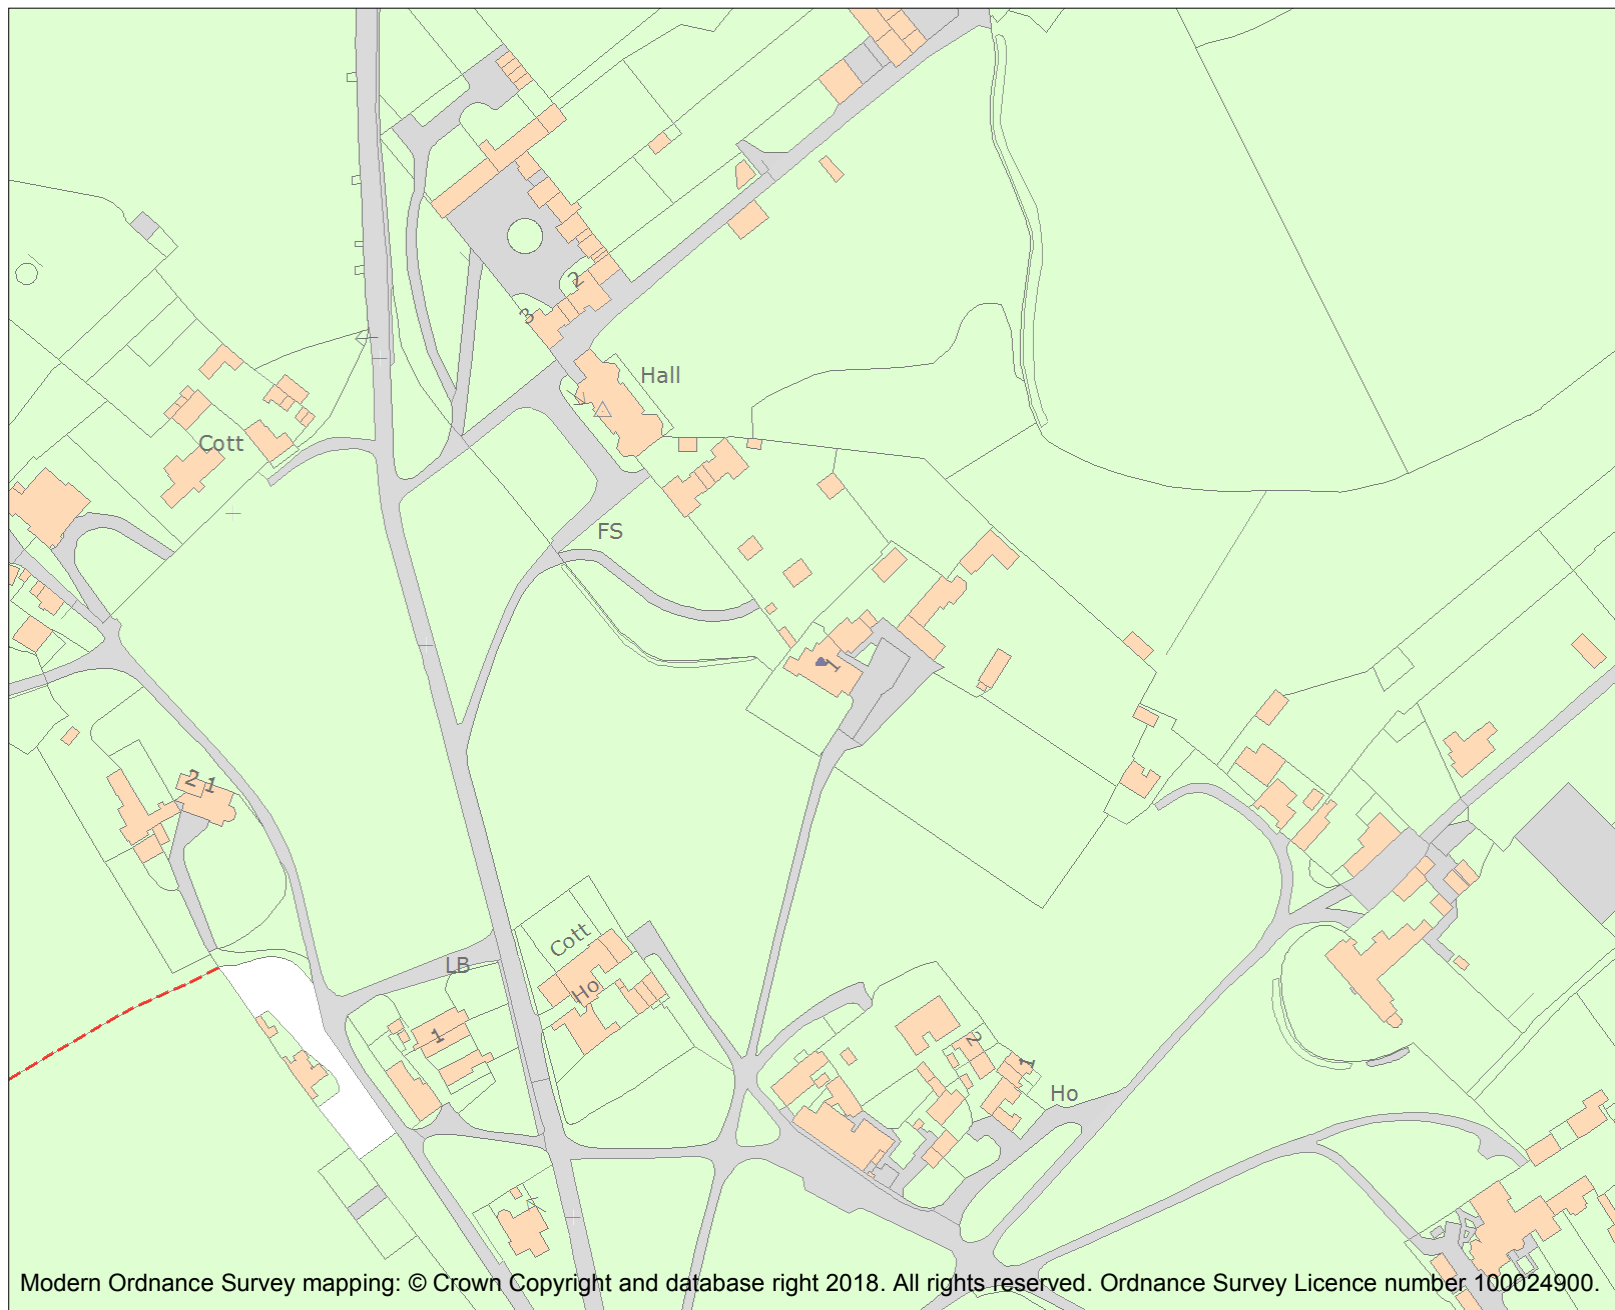 2
3
Hall
Cott
FS
1
2 1
Cott
LB
Ho
1
2
1
Ho
Modern Ordnance Survey mapping: © Crown Copyright and database right 2018. All rights reserved. Ordnance Survey Licence number 100024900.